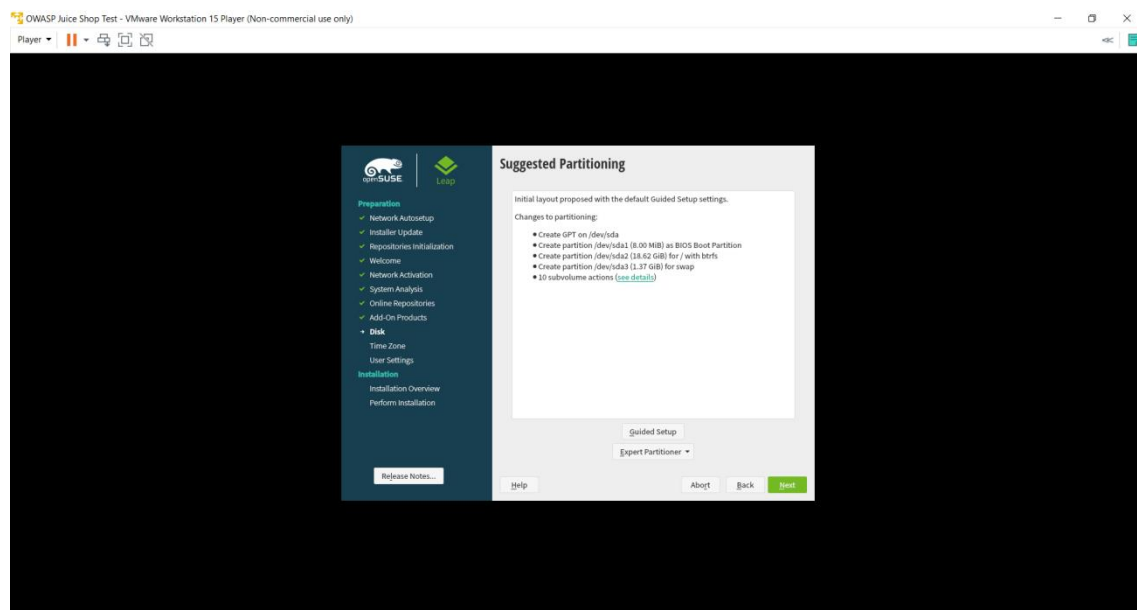 OWASP Juice Shop Test - VMware Workstation 15 Player (Non-commercial use only)
Player
openSUSE.
Leap
Preparation
Network Autosetup
Installer Update
Repositories Initialization
Welcome
Network Activation
System Analysis
Online Repositories
Add-On Products
Disk
Time Zone
User Settings
Installation
Installation Overview
Perform Installation
Release Notes...
Suggested Partitioning
Initial layout proposed with the default Guided Setup settings.
Changes to partitioning:
• Create GPT on /dev/sda
• Create partition /dev/sda1 (8.00 MiB) as BIOS Boot Partition
• Create partition /dev/sda2 (18.62 GiB) for / with btrfs
• Create partition /dev/sda3 (1.37 GiB) for swap
• 10 subvolume actions (see details)
Guided Setup
Expert Partitioner
Help
Abort
Back
Next